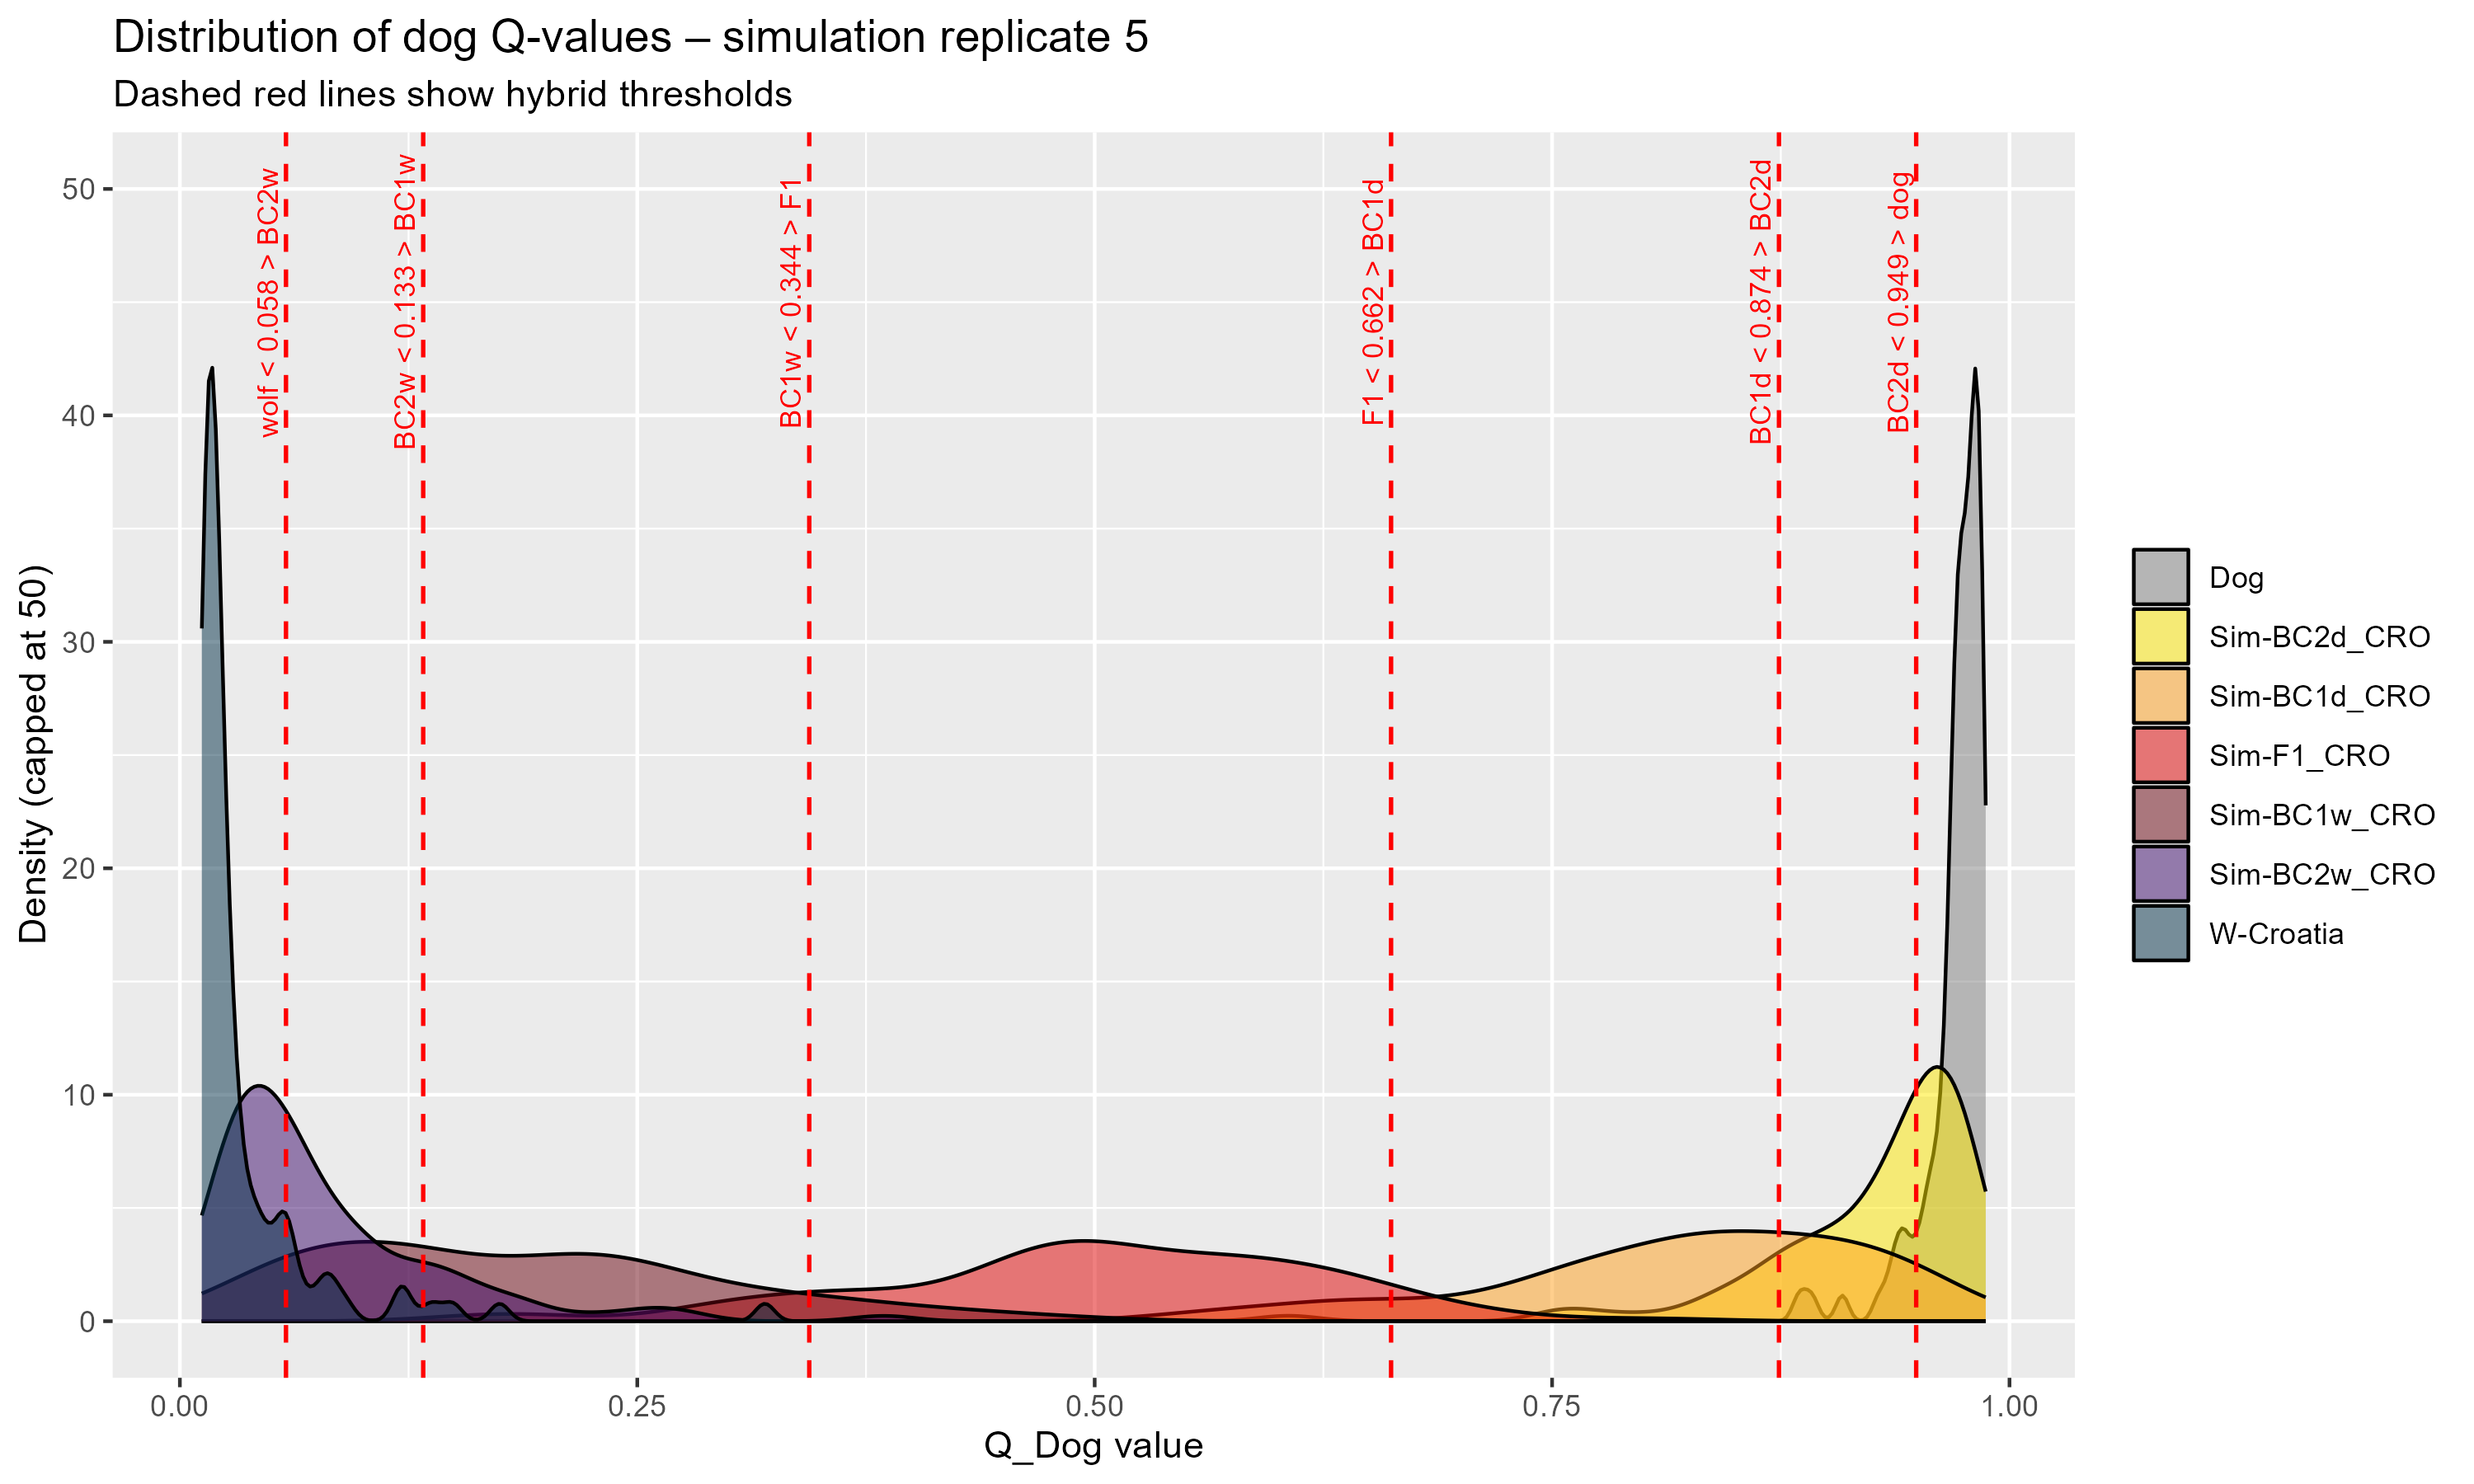 Distribution of dog Q-values – simulation replicate 5
Dashed red lines show hybrid thresholds
Density (capped at 50)
50
40
30
20
10
0
wolf < 0.058 > BC2w
BC2w < 0.133 > BC1w
BC1w < 0.344 > F1
F1 < 0.662 > BC1d
BC1d < 0.874 > BC2d
BC2d < 0.949 > dog
0.00
0.25
0.50
0.75
1.00
Q_Dog value
Dog
Sim-BC2d_CRO
Sim-BC1d_CRO
Sim-F1_CRO
Sim-BC1w_CRO
Sim-BC2w_CRO
W-Croatia